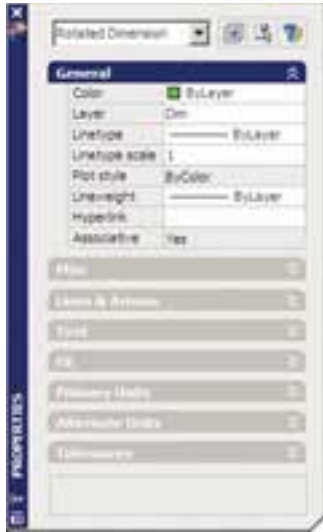 Rotated Dimension
General
Color ByLayer
Layer Dim
Linetype ByLayer
Linetype scale 1
Plot style ByColor
Lineweight ByLayer
Hyperlink
Associative Yes
Misc
Lines & Arrows
Text
Fit
Primary Units
Alternate Units
Tolerances
PROPERTIES